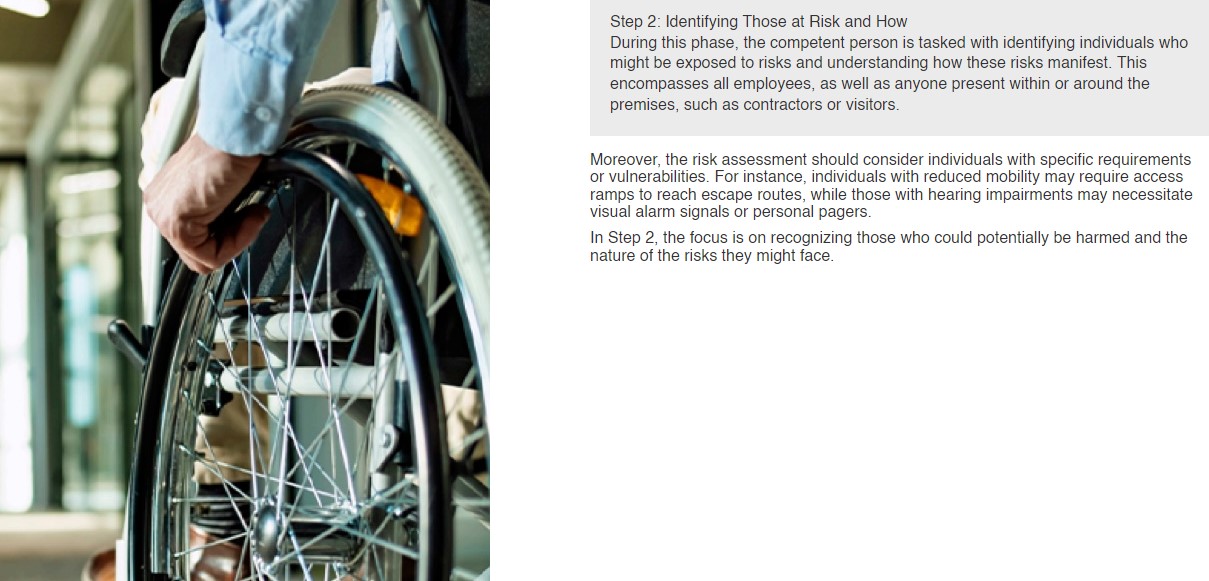 Step 2: Identifying Those at Risk and How
During this phase, the competent person is tasked with identifying individuals who
might be exposed to risks and understanding how these risks manifest. This
encompasses all employees, as well as anyone present within or around the
premises, such as contractors or visitors.
Moreover, the risk assessment should consider individuals with specific requirements
or vulnerabilities. For instance, individuals with reduced mobility may require access
ramps to reach escape routes, while those with hearing impairments may necessitate
visual alarm signals or personal pagers.
In Step 2, the focus is on recognizing those who could potentially be harmed and the
nature of the risks they might face.